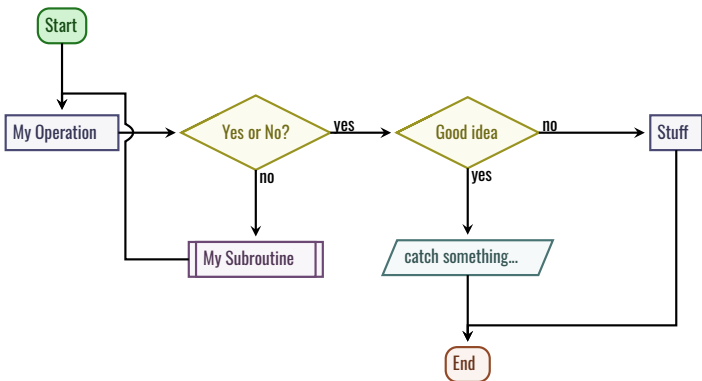 Start
My Operation
Yes or No?
yes
Good idea
no
Stuff
no
yes
My Subroutine
catch something...
End